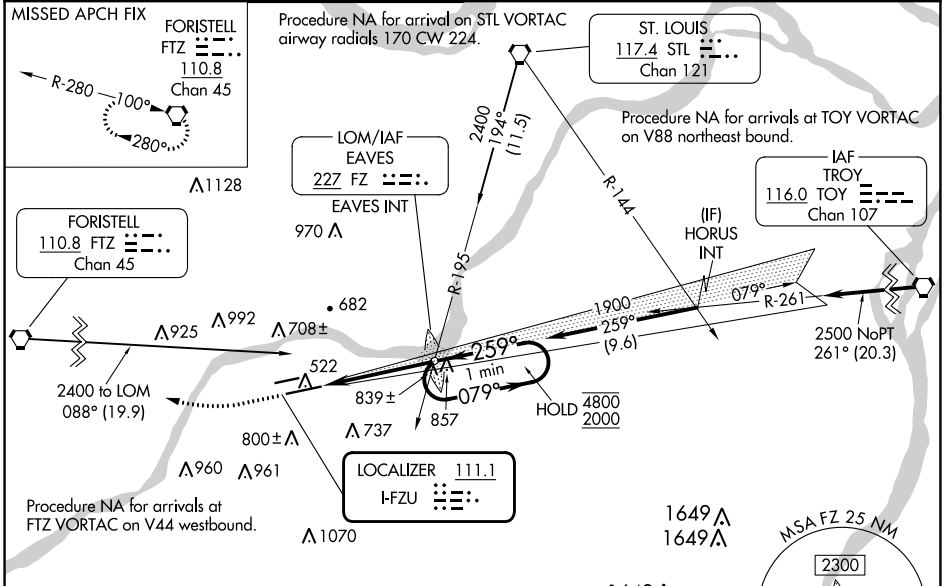 MISSED APCH FIX
FORISTELL
FTZ
110.8
Chan 45
R-280
100°
280°
Procedure NA for arrival on STL VORTAC
airway radials 170 CW 224.
ST. LOUIS
117.4 STL
Chan 121
Procedure NA for arrivals at TOY VORTAC
on V88 northeast bound.
2400
194°
(11.5)
LOM/IAF
EAVES
227 FZ
EAVES INT
1128
970
R-144
R-195
IAF
TROY
116.0 TOY
Chan 107
(IF)
HORUS
INT
FORISTELL
110.8 FTZ
Chan 45
682
925
992
708±
522
1900
259°
(9.6)
079°
R-261
2500 NoPT
261° (20.3)
259°
1 min
079°
2400 to LOM
088° (19.9)
839±
857
HOLD 4800
2000
800±
737
960
961
LOCALIZER 111.1
I-FZU
Procedure NA for arrivals at
FTZ VORTAC on V44 westbound.
1070
1649
1649
MSA FZ 25 NM
2300